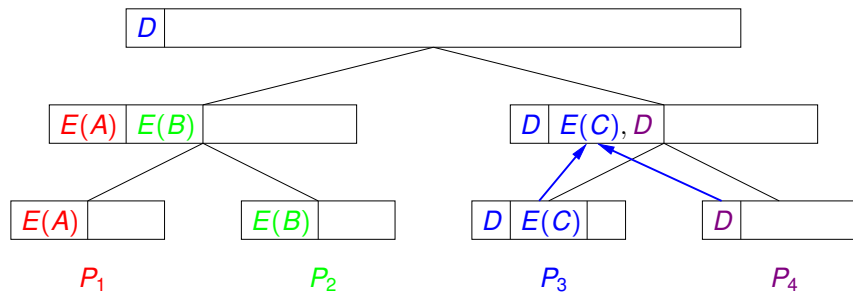 D
E(A) E(B) D E(C), D
E(A) E(B) D E(C) D
P₁ P₂ P₃ P₄